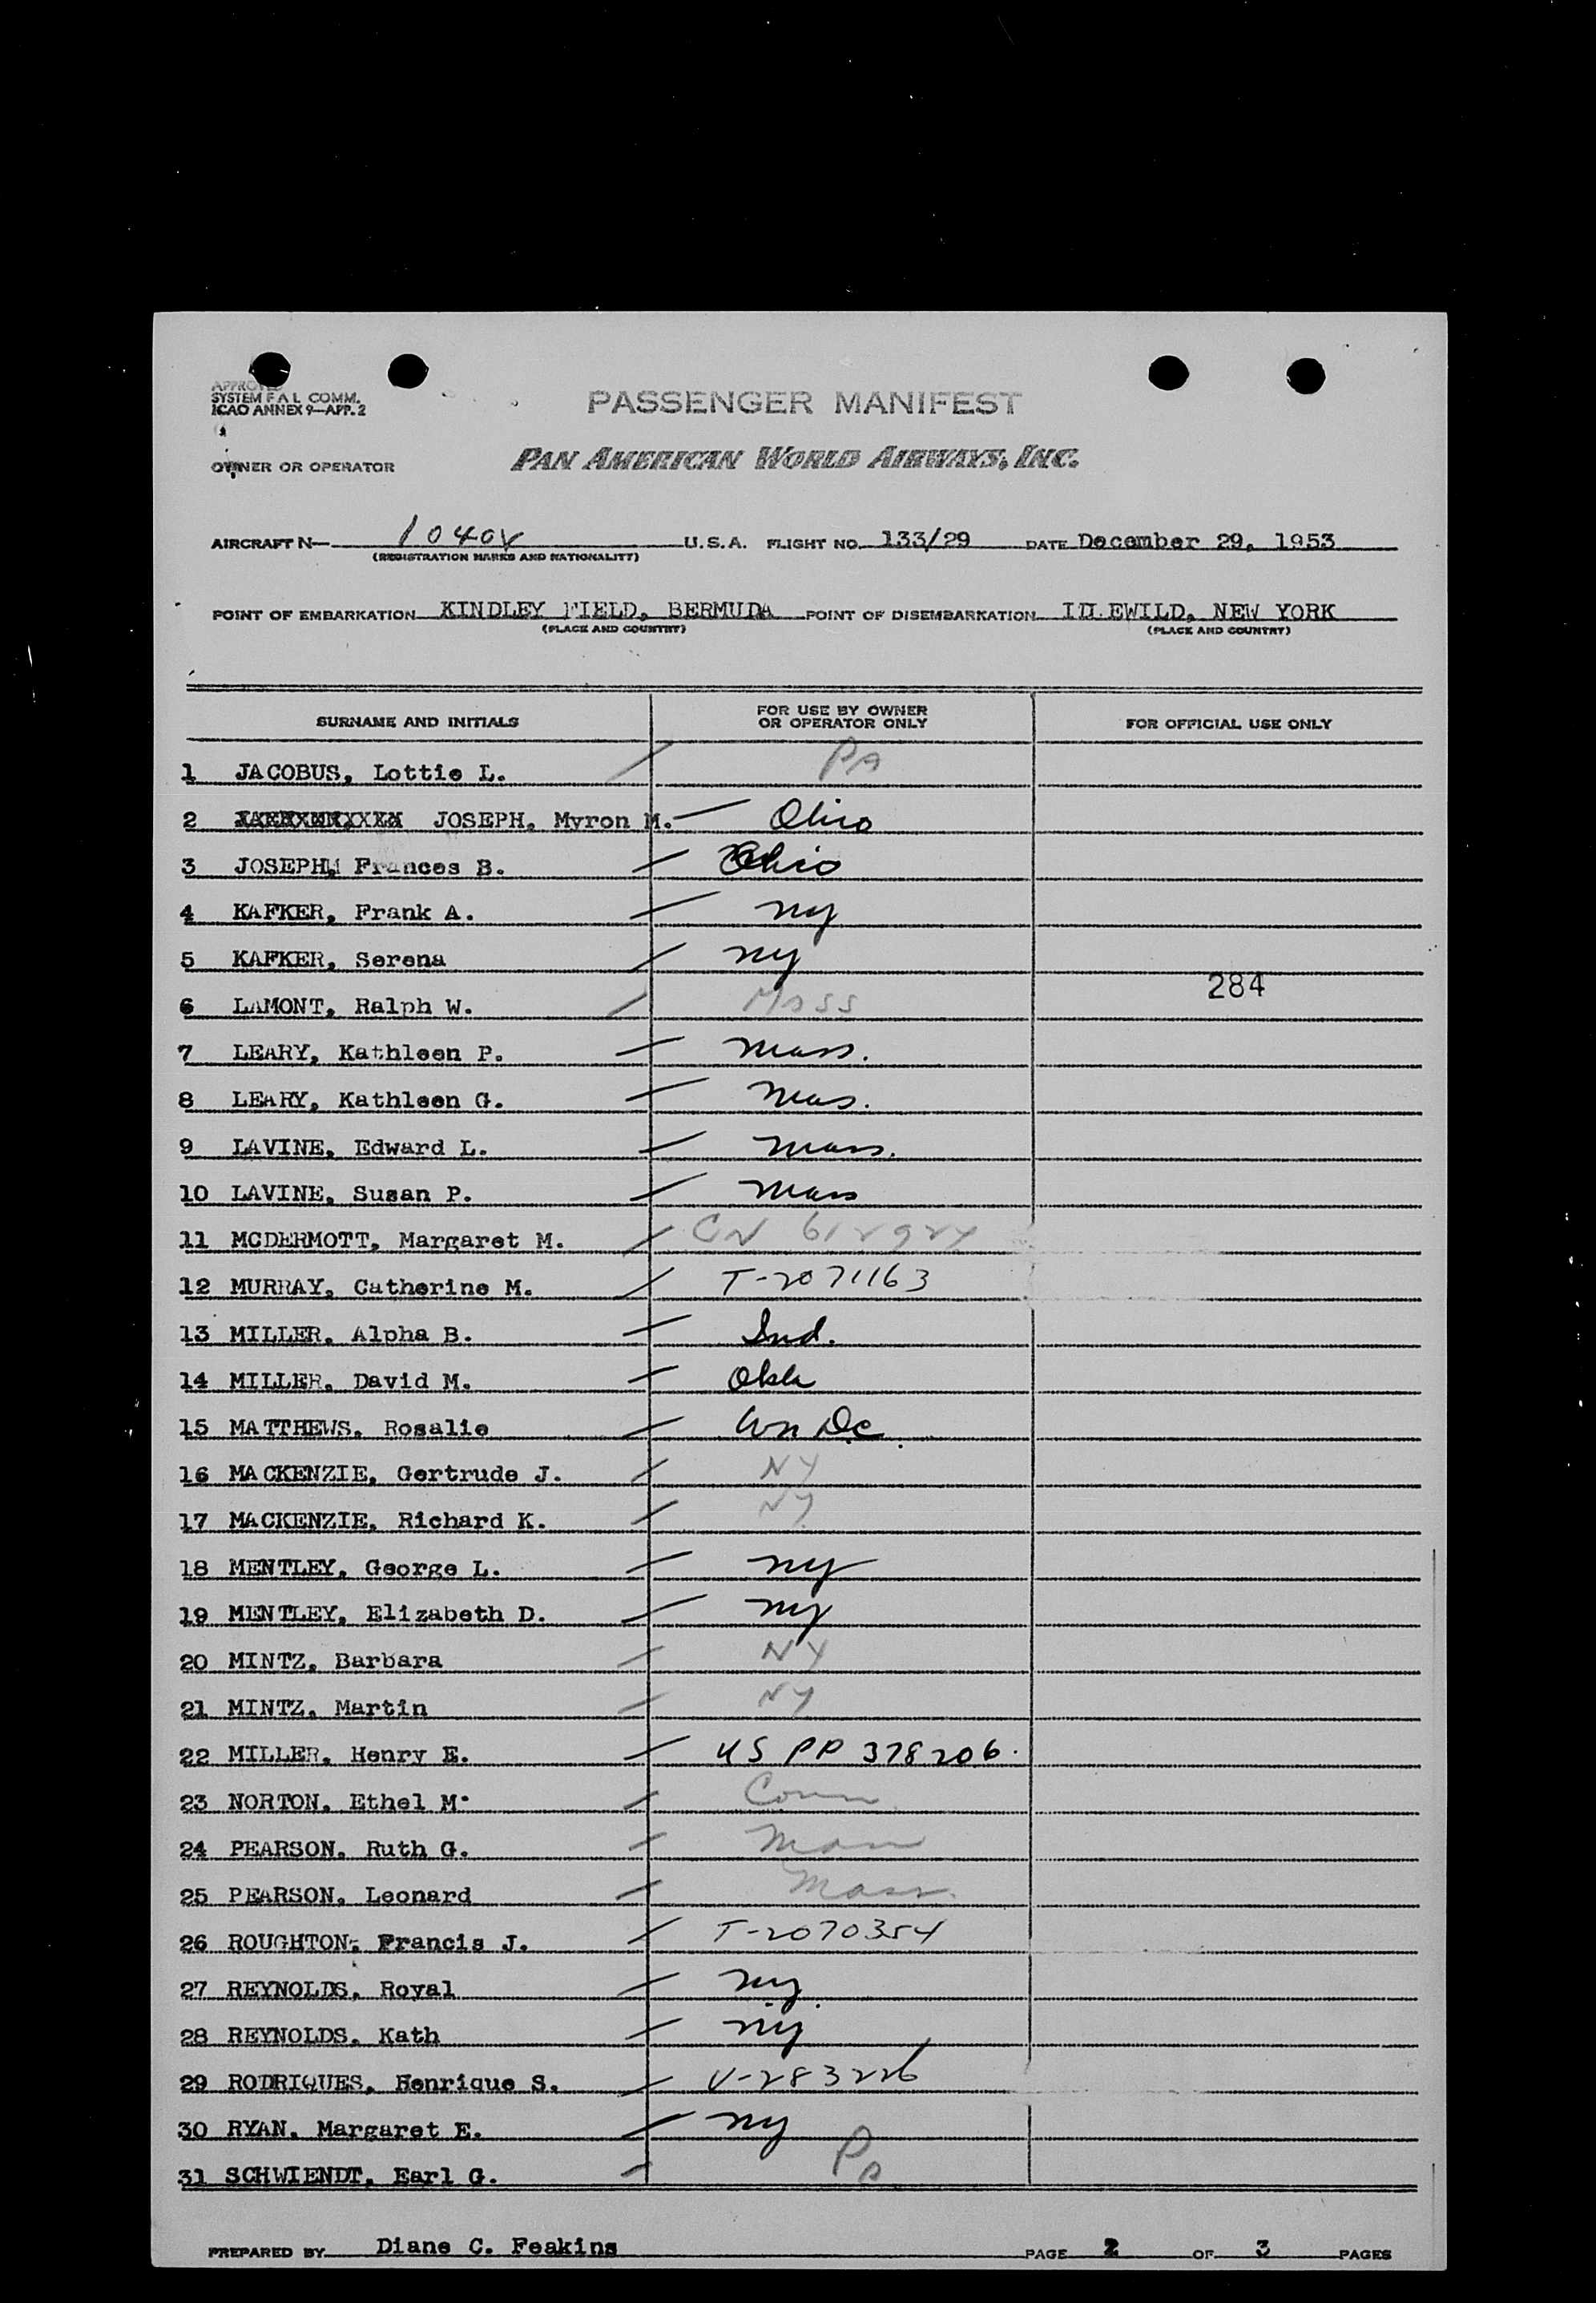 APPROVED
SYSTEM F A L COMM.
ICAO ANNEX 9—APP. 2
PASSENGER MANIFEST
OWNER OR OPERATOR PAN AMERICAN WORLD AIRWAYS, INC.
AIRCRAFT N— 1040V U.S.A. FLIGHT NO. 133/29 DATE December 29, 1953
(REGISTRATION MARKS AND NATIONALITY)
POINT OF EMBARKATION KINDLEY FIELD, BERMUDA POINT OF DISEMBARKATION IDLEWILD, NEW YORK
(PLACE AND COUNTRY) (PLACE AND COUNTRY)
SURNAME AND INITIALS FOR USE BY OWNER OR OPERATOR ONLY FOR OFFICIAL USE ONLY
1 JACOBUS, Lottie L. PA
2 JOSEPH, Myron M. Ohio
3 JOSEPH, Frances B. Ohio
4 KAFKER, Frank A. ny
5 KAFKER, Serena ny
284
6 LAMONT, Ralph W. MASS
7 LEARY, Kathleen P. Mass.
8 LEARY, Kathleen G. Mas.
9 LAVINE, Edward L. Mass.
10 LAVINE, Susan P. Mass
11 MCDERMOTT, Margaret M. CN
12 MURRAY, Catherine M. T-2071163
13 MILLER, Alpha B. Ind.
14 MILLER, David M. Okla
15 MATTHEWS, Rosalie Wn DC
16 MACKENZIE, Gertrude J. NY
17 MACKENZIE, Richard K. NY
18 MENTLEY, George L. ny
19 MENTLEY, Elizabeth D. ny
20 MINTZ, Barbara NY
21 MINTZ, Martin NY
22 MILLER, Henry E. US PP 378206.
23 NORTON, Ethel M. Conn
24 PEARSON, Ruth G. Mass
25 PEARSON, Leonard Mass.
26 ROUGHTON, Francis J. T-2070354
27 REYNOLDS, Royal ny
28 REYNOLDS, Kath ny
29 RODRIQUES, Henrique S. V-283226
30 RYAN, Margaret E. ny
31 SCHWIENDT, Earl G. Pa
PREPARED BY Diane C. Feakins PAGE 2 OF 3 PAGES